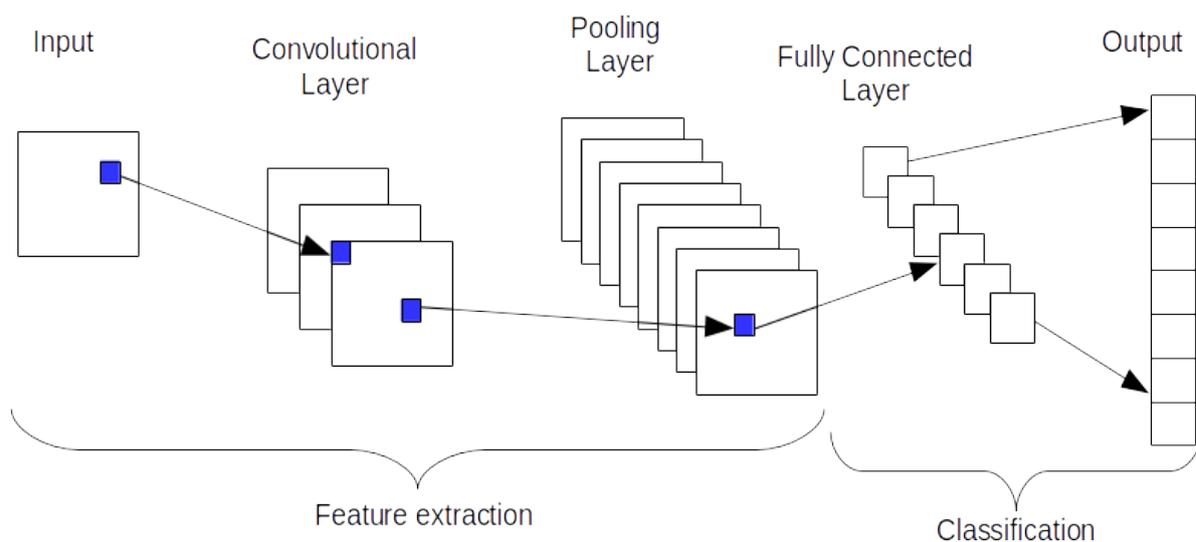 Input
Convolutional
Layer
Pooling
Layer
Fully Connected
Layer
Output
Feature extraction
Classification